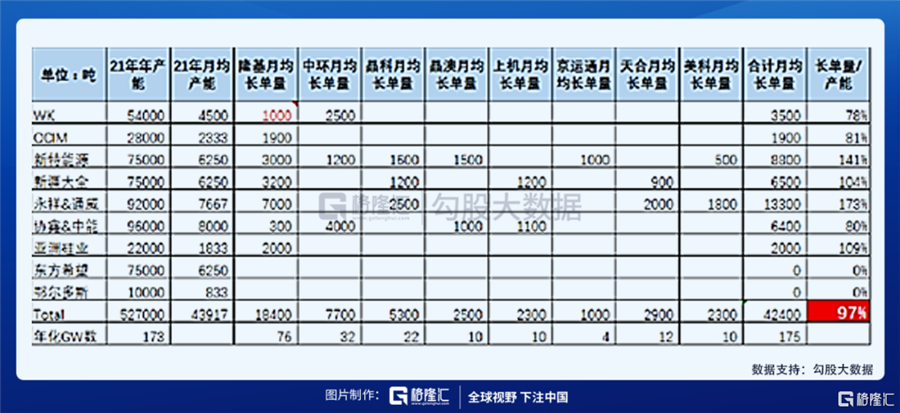 单位：吨 21年年产能 21年月均产能 隆基月均长单量 中环月均长单量 晶科月均长单量 晶澳月均长单量 上机月均长单量 京运通月均长单量 天合月均长单量 美科月均长单量 合计月均长单量 长单量/产能
WK 54000 4500 1000 2500 3500 78%
OCIM 28000 2333 1900 1900 81%
新特能源 75000 6250 3000 1200 1600 1500 1000 500 8800 141%
新疆大全 75000 6250 3200 1200 1200 900 6500 104%
永祥&通威 92000 7667 7000 2500 2000 1800 13300 173%
协鑫&中能 96000 8000 300 4000 1000 1100 6400 80%
亚洲硅业 22000 1833 2000 2000 109%
东方希望 75000 6250 0 0%
鄂尔多斯 10000 833 0 0%
Total 527000 43917 18400 7700 5300 2500 2300 1000 2900 2300 42400 97%
年化GW数 173 76 32 22 10 10 4 12 10 175
格隆汇 勾股大数据
数据支持：勾股大数据
图片制作： 格隆汇 全球视野 下注中国
格隆汇